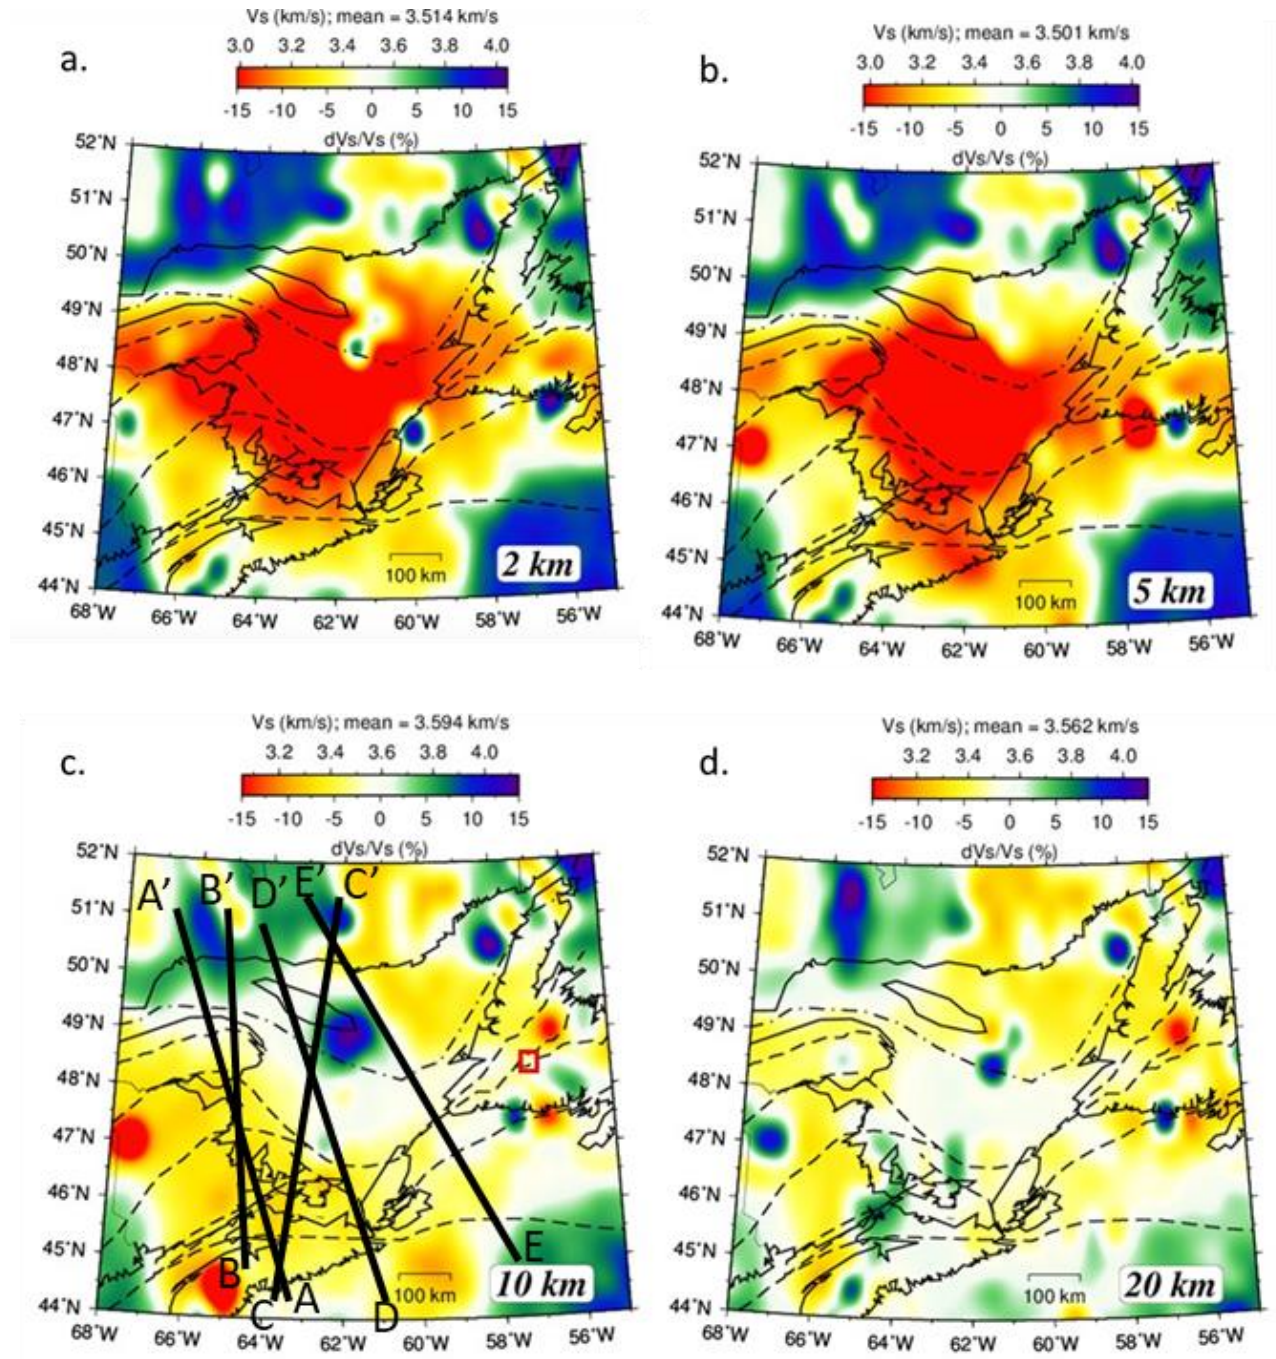 a.
Vs (km/s); mean = 3.514 km/s
3.0 3.2 3.4 3.6 3.8 4.0
-15 -10 -5 0 5 10 15
dVs/Vs (%)
52˚N
51˚N
50˚N
49˚N
48˚N
47˚N
46˚N
45˚N
44˚N
100 km
2 km
68˚W 66˚W 64˚W 62˚W 60˚W 58˚W 56˚W
b.
Vs (km/s); mean = 3.501 km/s
3.0 3.2 3.4 3.6 3.8 4.0
-15 -10 -5 0 5 10 15
dVs/Vs (%)
52˚N
51˚N
50˚N
49˚N
48˚N
47˚N
46˚N
45˚N
44˚N
100 km
5 km
68˚W 66˚W 64˚W 62˚W 60˚W 58˚W 56˚W
c.
Vs (km/s); mean = 3.594 km/s
3.2 3.4 3.6 3.8 4.0
-15 -10 -5 0 5 10 15
dVs/Vs (%)
52˚N
51˚N
50˚N
49˚N
48˚N
47˚N
46˚N
45˚N
44˚N
A’ B’ D’ E’ C’
B C A D E
100 km
10 km
68˚W 66˚W 64˚W 62˚W 60˚W 58˚W 56˚W
d.
Vs (km/s); mean = 3.562 km/s
3.2 3.4 3.6 3.8 4.0
-15 -10 -5 0 5 10 15
dVs/Vs (%)
52˚N
51˚N
50˚N
49˚N
48˚N
47˚N
46˚N
45˚N
44˚N
100 km
20 km
68˚W 66˚W 64˚W 62˚W 60˚W 58˚W 56˚W